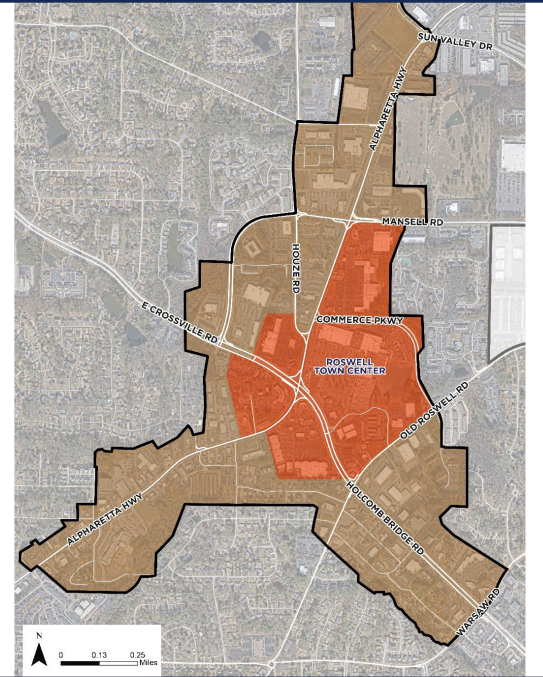 SUN VALLEY DR
ALPHARETTA HWY
MANSELL RD
HOUZE RD
E CROSSVILLE RD
COMMERCE PKWY
ROSWELL
TOWN CENTER
OLD ROSWELL RD
ALPHARETTA HWY
HOLCOMB BRIDGE RD
WARSAW RD
N
0 0.13 0.25
Miles